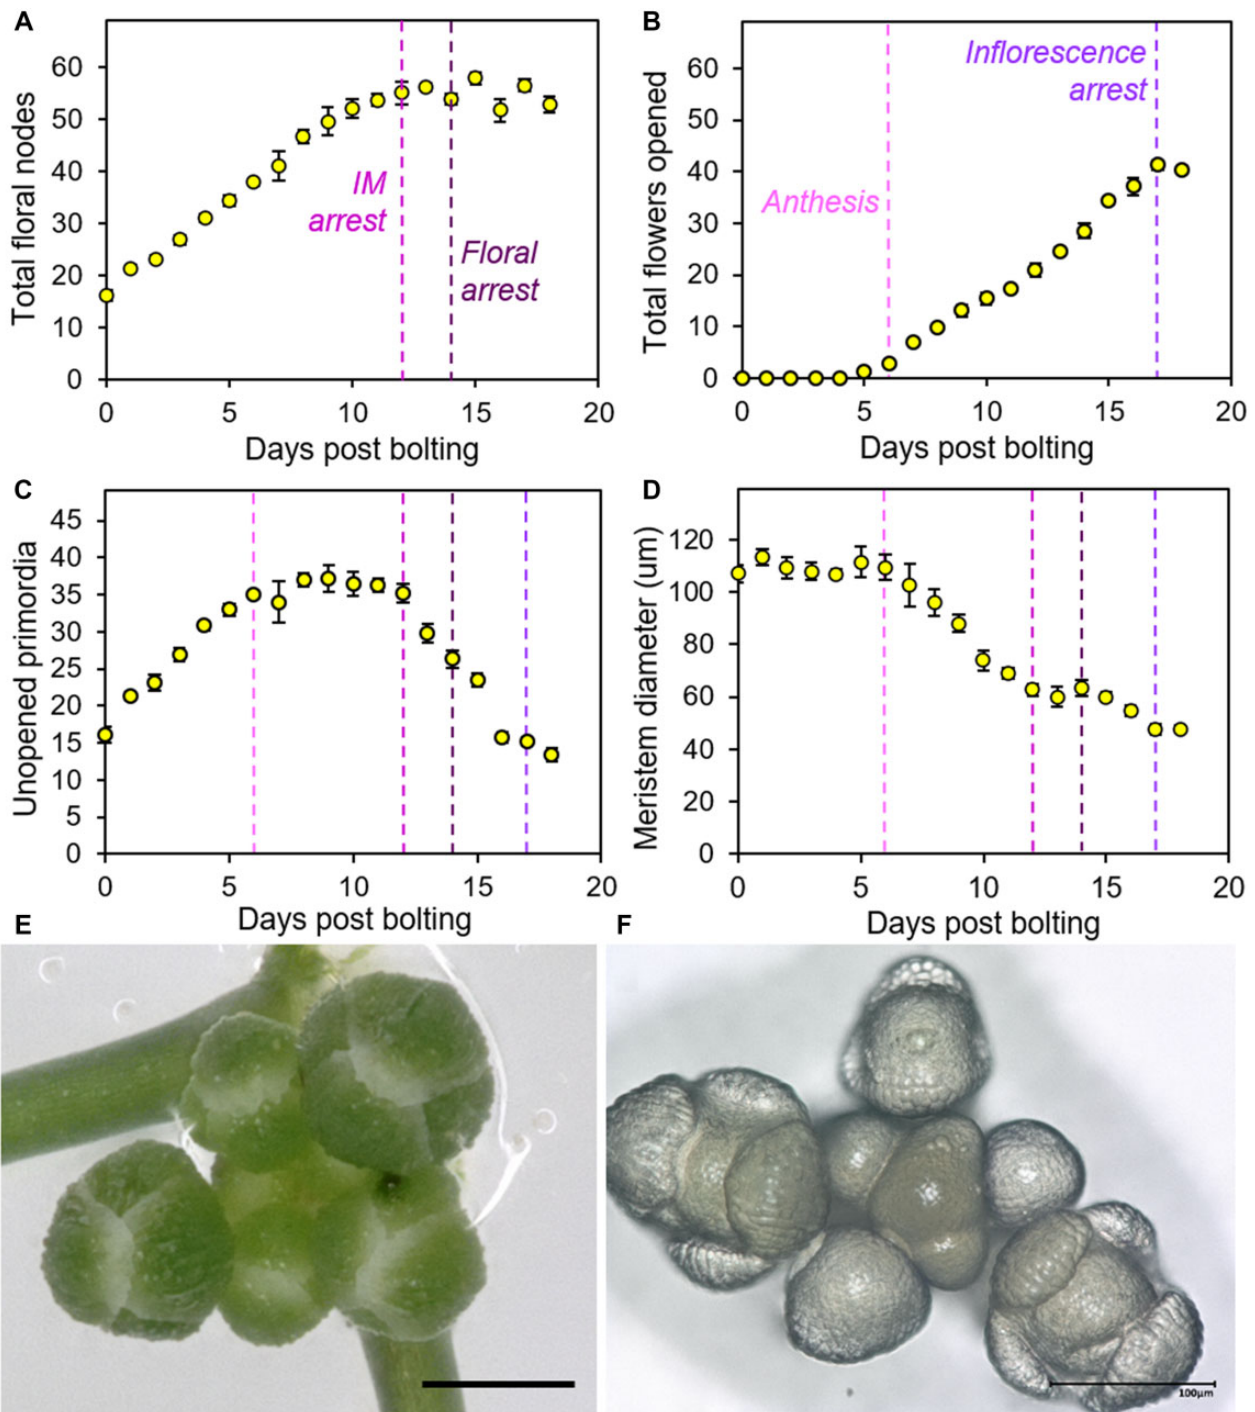 A
Total floral nodes
60
50
40
30
20
10
0
IM
arrest
Floral
arrest
0 5 10 15 20
Days post bolting
B
Total flowers opened
60
50
40
30
20
10
0
Inflorescence
arrest
Anthesis
0 5 10 15 20
Days post bolting
C
Unopened primordia
45
40
35
30
25
20
15
10
5
0
0 5 10 15 20
Days post bolting
D
Meristem diameter (um)
120
100
80
60
40
20
0
0 5 10 15 20
Days post bolting
E
F
100µm